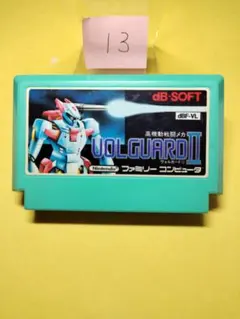 13
dB-SOFT
dBF-VL
高機動戦闘メカ
VOLGUARD II
ヴォルガードII
Nintendo
ファミリー コンピュータ